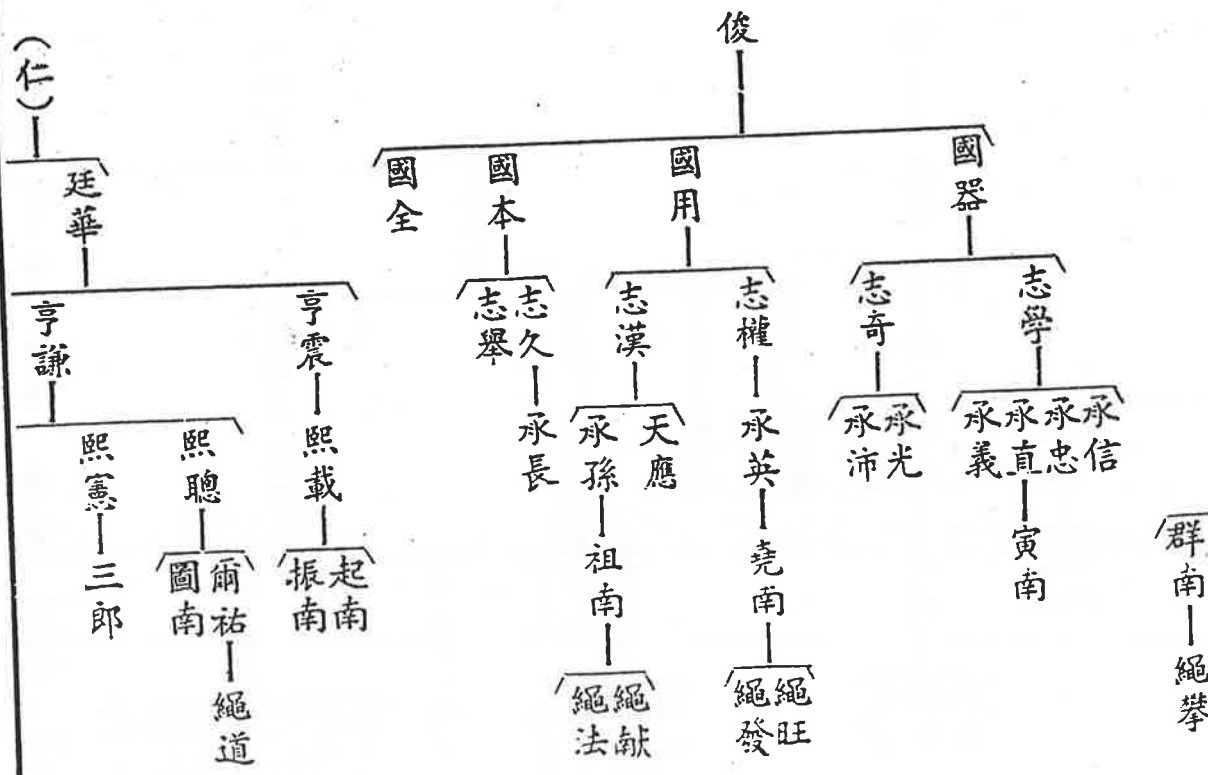 俊
國器
國用
國本
國全
志學
志奇
志權
志漢
志久
志舉
承信
承忠
承直
承義
承光
承沛
承英
天應
承孫
承長
寅南
堯南
祖南
繩旺
繩發
繩献
繩法
群南
繩攀
(仁)
廷華
亨震
亨謙
熙載
熙聰
熙憲
起南
振南
爾祐
圖南
三郎
繩道